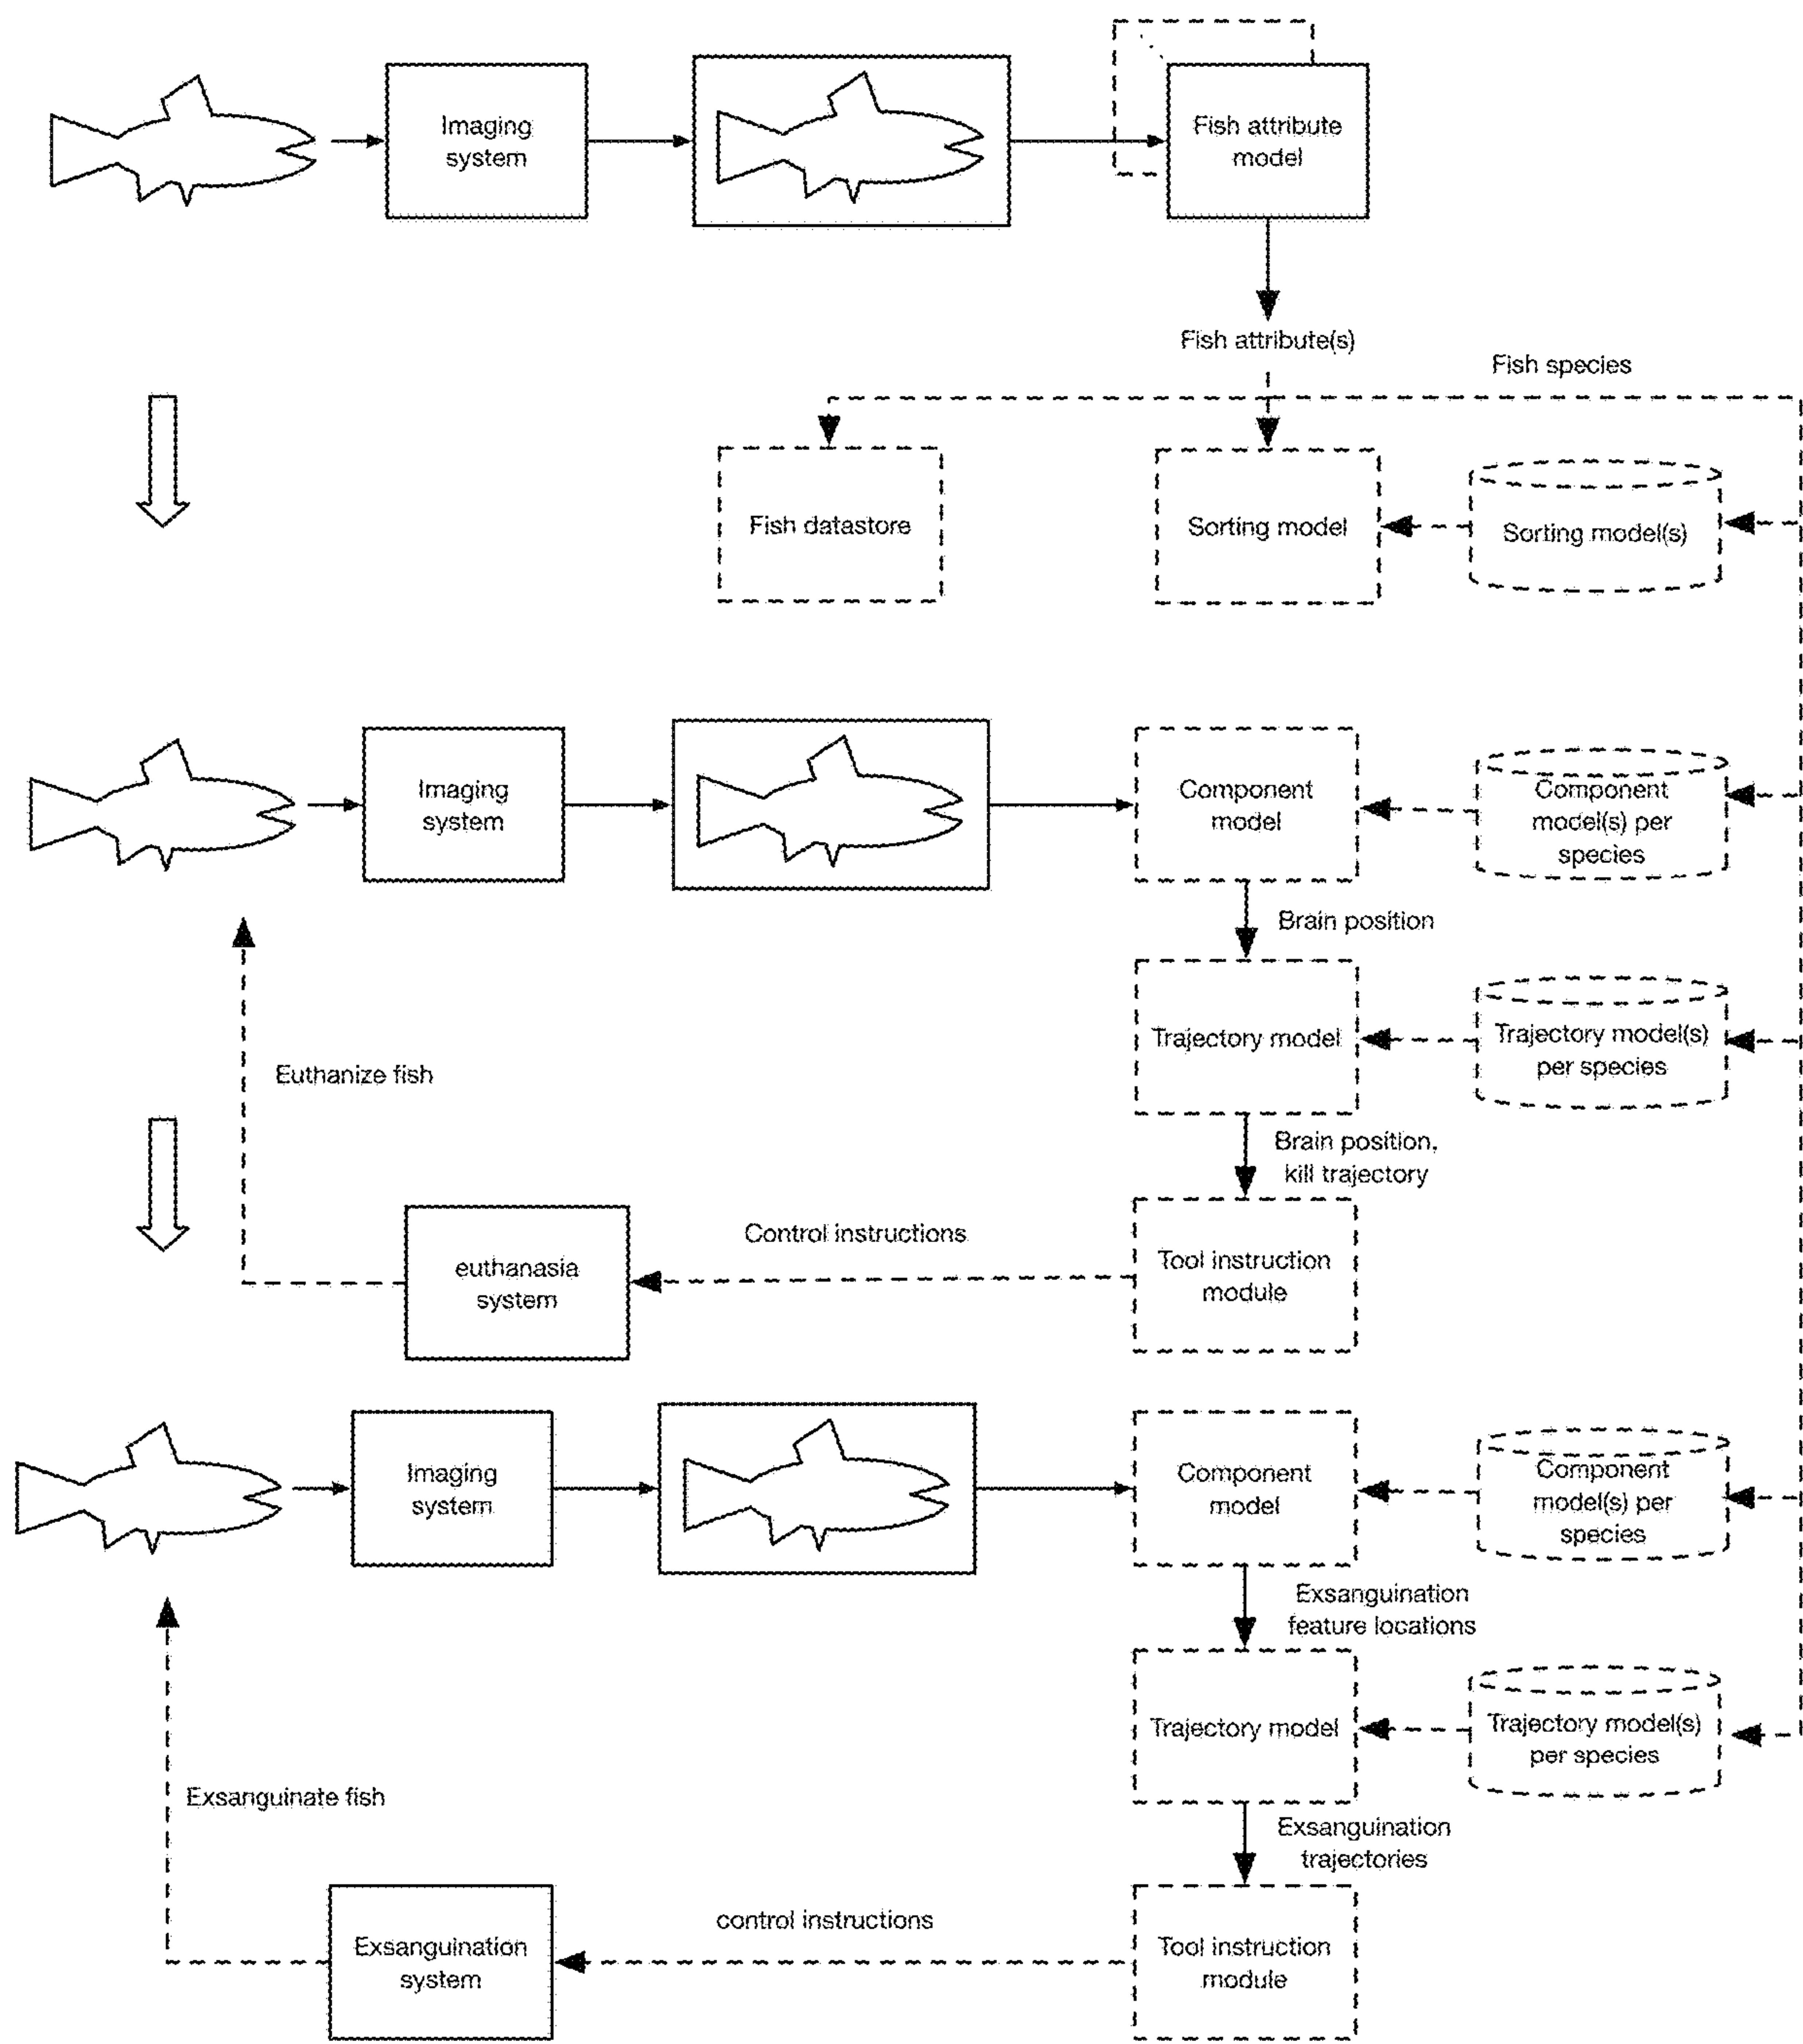 Imaging
system
Fish attribute
model
Fish attribute(s)
Fish species
Fish datastore
Sorting model
Sorting model(s)
Imaging
system
Component
model
Component
model(s) per
species
Brain position
Trajectory model
Trajectory model(s)
per species
Euthanize fish
Brain position,
kill trajectory
Control instructions
euthanasia
system
Tool instruction
module
Imaging
system
Component
model
Component
model(s) per
species
Exsanguination
feature locations
Trajectory model
Trajectory model(s)
per species
Exsanguinate fish
Exsanguination
trajectories
control instructions
Exsanguination
system
Tool instruction
module